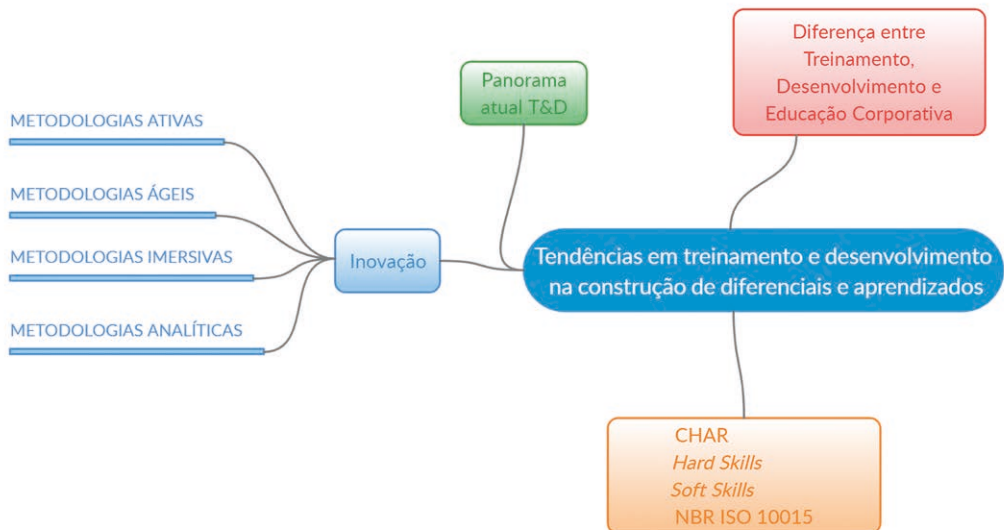 Diferença entre
Treinamento,
Desenvolvimento e
Educação Corporativa
Panorama
atual T&D
METODOLOGIAS ATIVAS
METODOLOGIAS ÁGEIS
METODOLOGIAS IMERSIVAS
METODOLOGIAS ANALÍTICAS
Inovação
Tendências em treinamento e desenvolvimento
na construção de diferenciais e aprendizados
CHAR
Hard Skills
Soft Skills
NBR ISO 10015